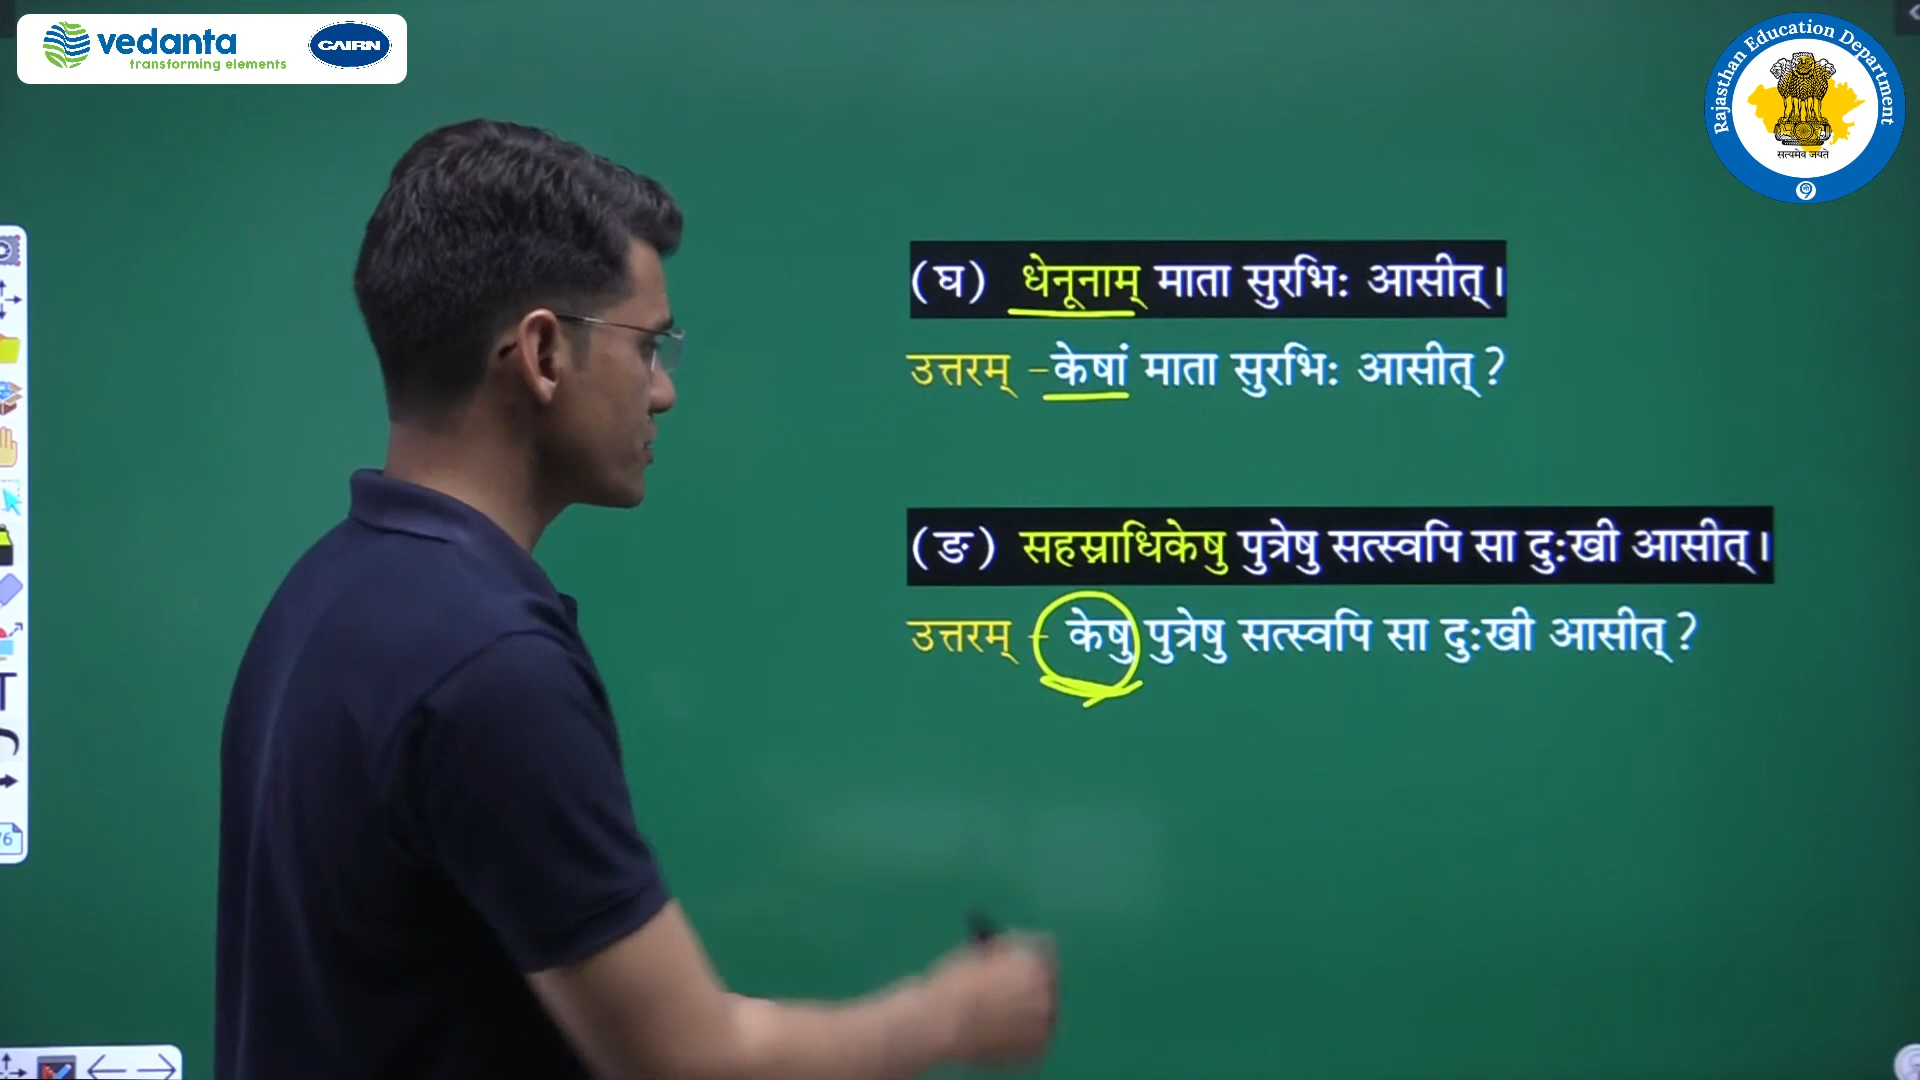 vedanta
transforming elements
CAIRN
Rajasthan Education Department
सत्यमेव जयते
(घ) धेनूनाम् माता सुरभिः आसीत्।
उत्तरम् – केषां माता सुरभिः आसीत् ?
(ङ) सहस्राधिकेषु पुत्रेषु सत्स्वपि सा दुःखी आसीत्।
उत्तरम् – केषु पुत्रेषु सत्स्वपि सा दुःखी आसीत् ?